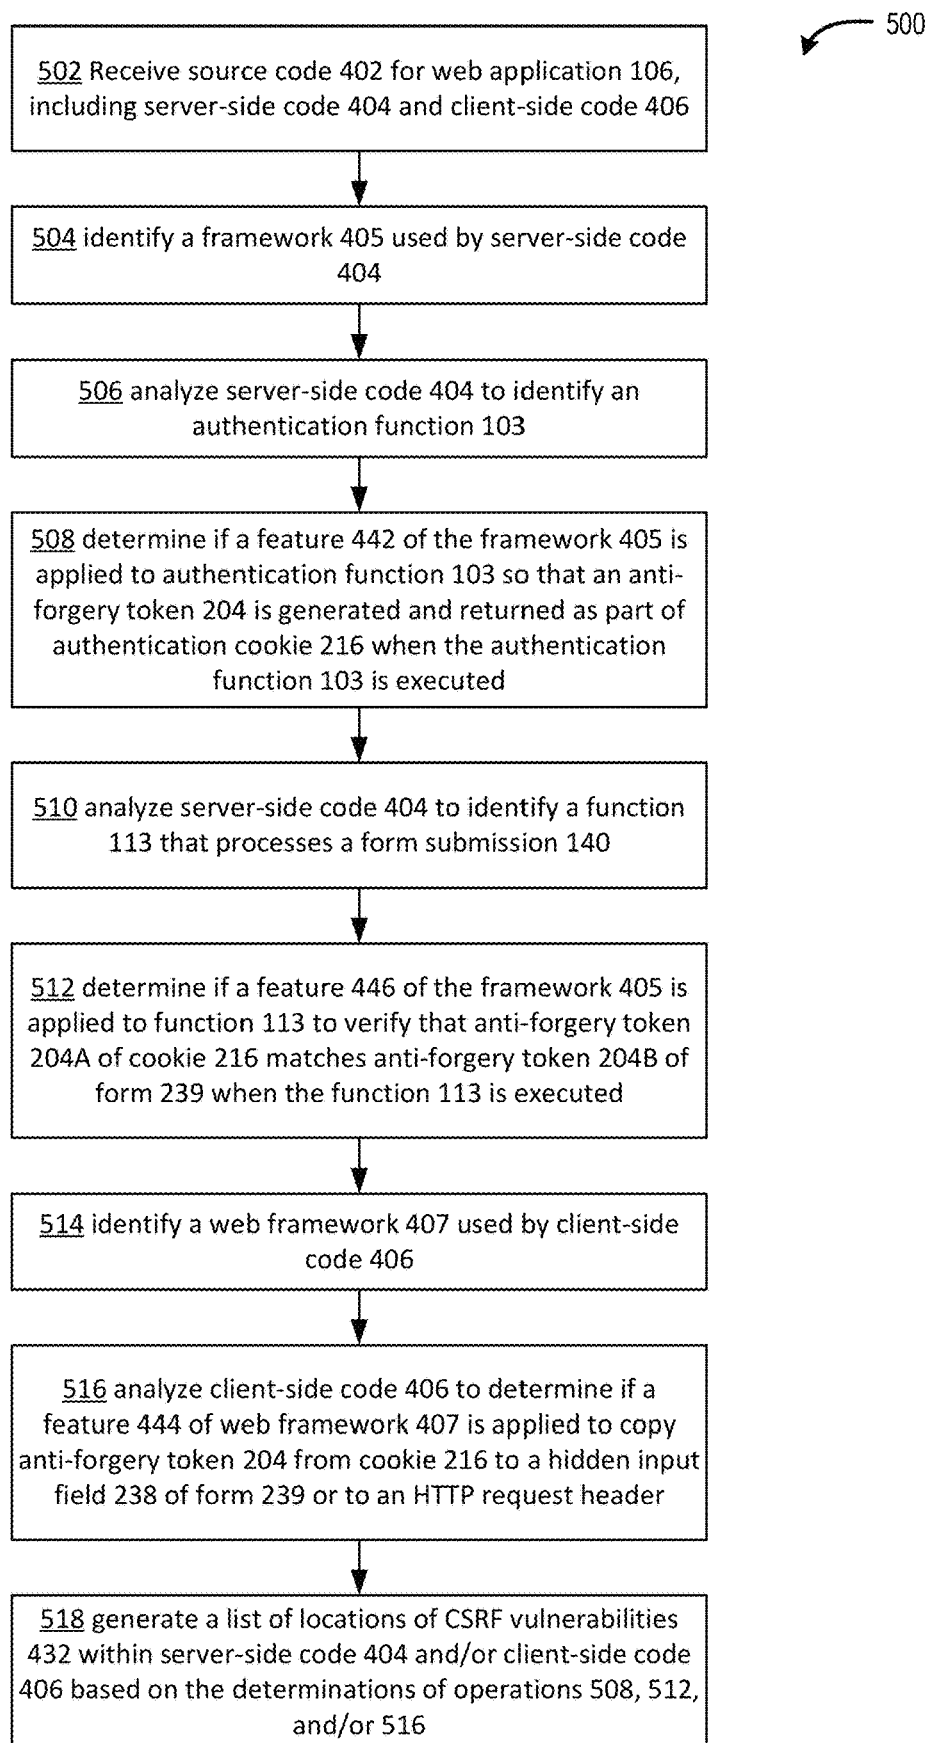 500
502 Receive source code 402 for web application 106,
including server-side code 404 and client-side code 406
504 identify a framework 405 used by server-side code
404
506 analyze server-side code 404 to identify an
authentication function 103
508 determine if a feature 442 of the framework 405 is
applied to authentication function 103 so that an anti-
forgery token 204 is generated and returned as part of
authentication cookie 216 when the authentication
function 103 is executed
510 analyze server-side code 404 to identify a function
113 that processes a form submission 140
512 determine if a feature 446 of the framework 405 is
applied to function 113 to verify that anti-forgery token
204A of cookie 216 matches anti-forgery token 204B of
form 239 when the function 113 is executed
514 identify a web framework 407 used by client-side
code 406
516 analyze client-side code 406 to determine if a
feature 444 of web framework 407 is applied to copy
anti-forgery token 204 from cookie 216 to a hidden input
field 238 of form 239 or to an HTTP request header
518 generate a list of locations of CSRF vulnerabilities
432 within server-side code 404 and/or client-side code
406 based on the determinations of operations 508, 512,
and/or 516